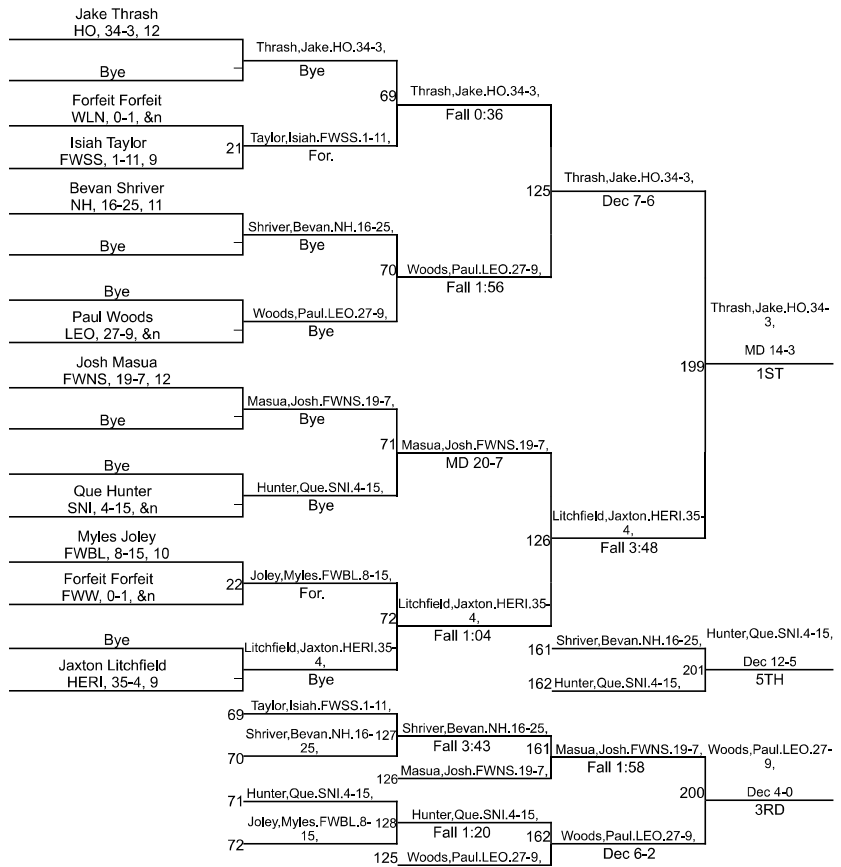 Jake Thrash
HO, 34-3, 12
Bye
Thrash,Jake.HO.34-3,
Bye
Forfeit Forfeit
WLN, 0-1, &n
Isiah Taylor
FWSS, 1-11, 9
21
Taylor,Isiah.FWSS.1-11,
For.
69
Thrash,Jake.HO.34-3,
Fall 0:36
Bevan Shriver
NH, 16-25, 11
Bye
Shriver,Bevan.NH.16-25,
Bye
Bye
Paul Woods
LEO, 27-9, &n
Woods,Paul.LEO.27-9,
Bye
70
Woods,Paul.LEO.27-9,
Fall 1:56
125
Thrash,Jake.HO.34-3,
Dec 7-6
Josh Masua
FWNS, 19-7, 12
Bye
Masua,Josh.FWNS.19-7,
Bye
Bye
Que Hunter
SNI, 4-15, &n
Hunter,Que.SNI.4-15,
Bye
71
Masua,Josh.FWNS.19-7,
MD 20-7
Myles Joley
FWBL, 8-15, 10
Forfeit Forfeit
FWW, 0-1, &n
22
Joley,Myles.FWBL.8-15,
For.
Bye
Jaxton Litchfield
HERI, 35-4, 9
Litchfield,Jaxton.HERI.35-
4,
Bye
72
Litchfield,Jaxton.HERI.35-
4,
Fall 1:04
126
Litchfield,Jaxton.HERI.35-
4,
Fall 3:48
199
Thrash,Jake.HO.34-
3,
MD 14-3
1ST
161
Shriver,Bevan.NH.16-25,
162
Hunter,Que.SNI.4-15,
201
Hunter,Que.SNI.4-15,
Dec 12-5
5TH
69
Taylor,Isiah.FWSS.1-11,
70
Shriver,Bevan.NH.16-
25,
127
Shriver,Bevan.NH.16-25,
Fall 3:43
126
Masua,Josh.FWNS.19-7,
161
Masua,Josh.FWNS.19-7,
Fall 1:58
71
Hunter,Que.SNI.4-15,
72
Joley,Myles.FWBL.8-
15,
128
Hunter,Que.SNI.4-15,
Fall 1:20
125
Woods,Paul.LEO.27-9,
162
Woods,Paul.LEO.27-9,
Dec 6-2
200
Woods,Paul.LEO.27-
9,
Dec 4-0
3RD